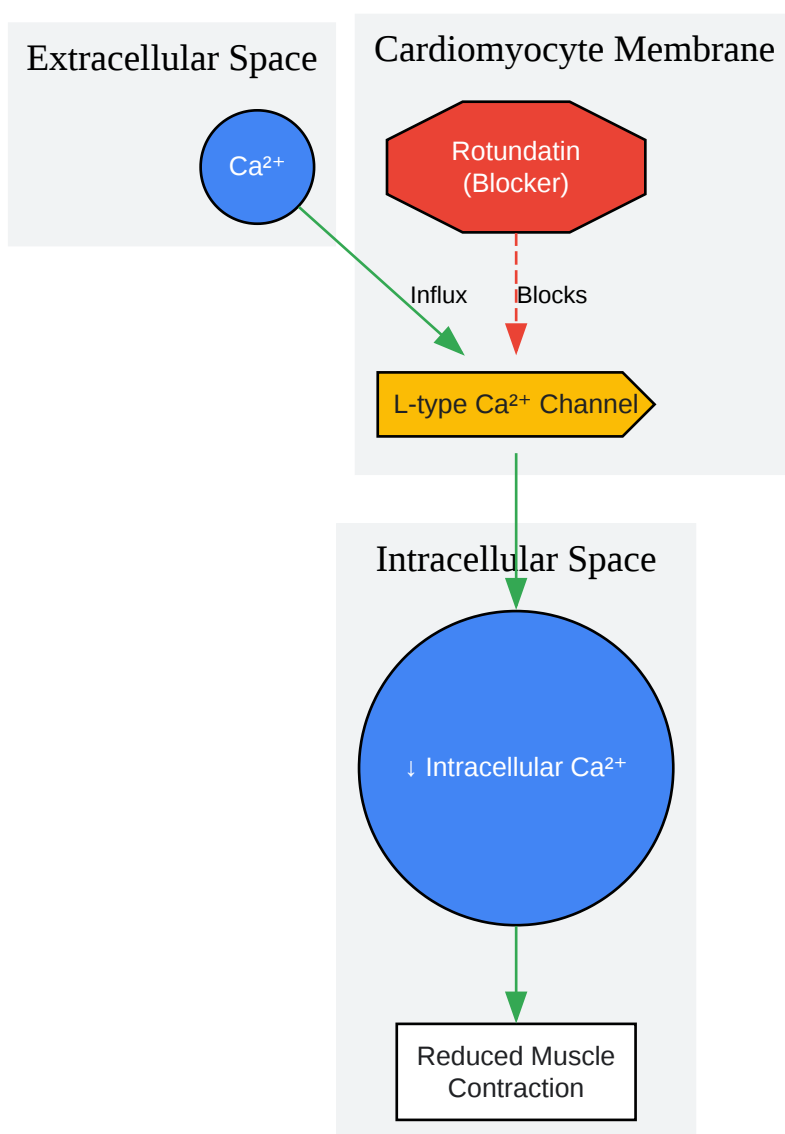 Extracellular Space
Cardiomyocyte Membrane
Ca²⁺
Rotundatin
(Blocker)
Influx
Blocks
L-type Ca²⁺ Channel
Intracellular Space
↓ Intracellular Ca²⁺
Reduced Muscle
Contraction